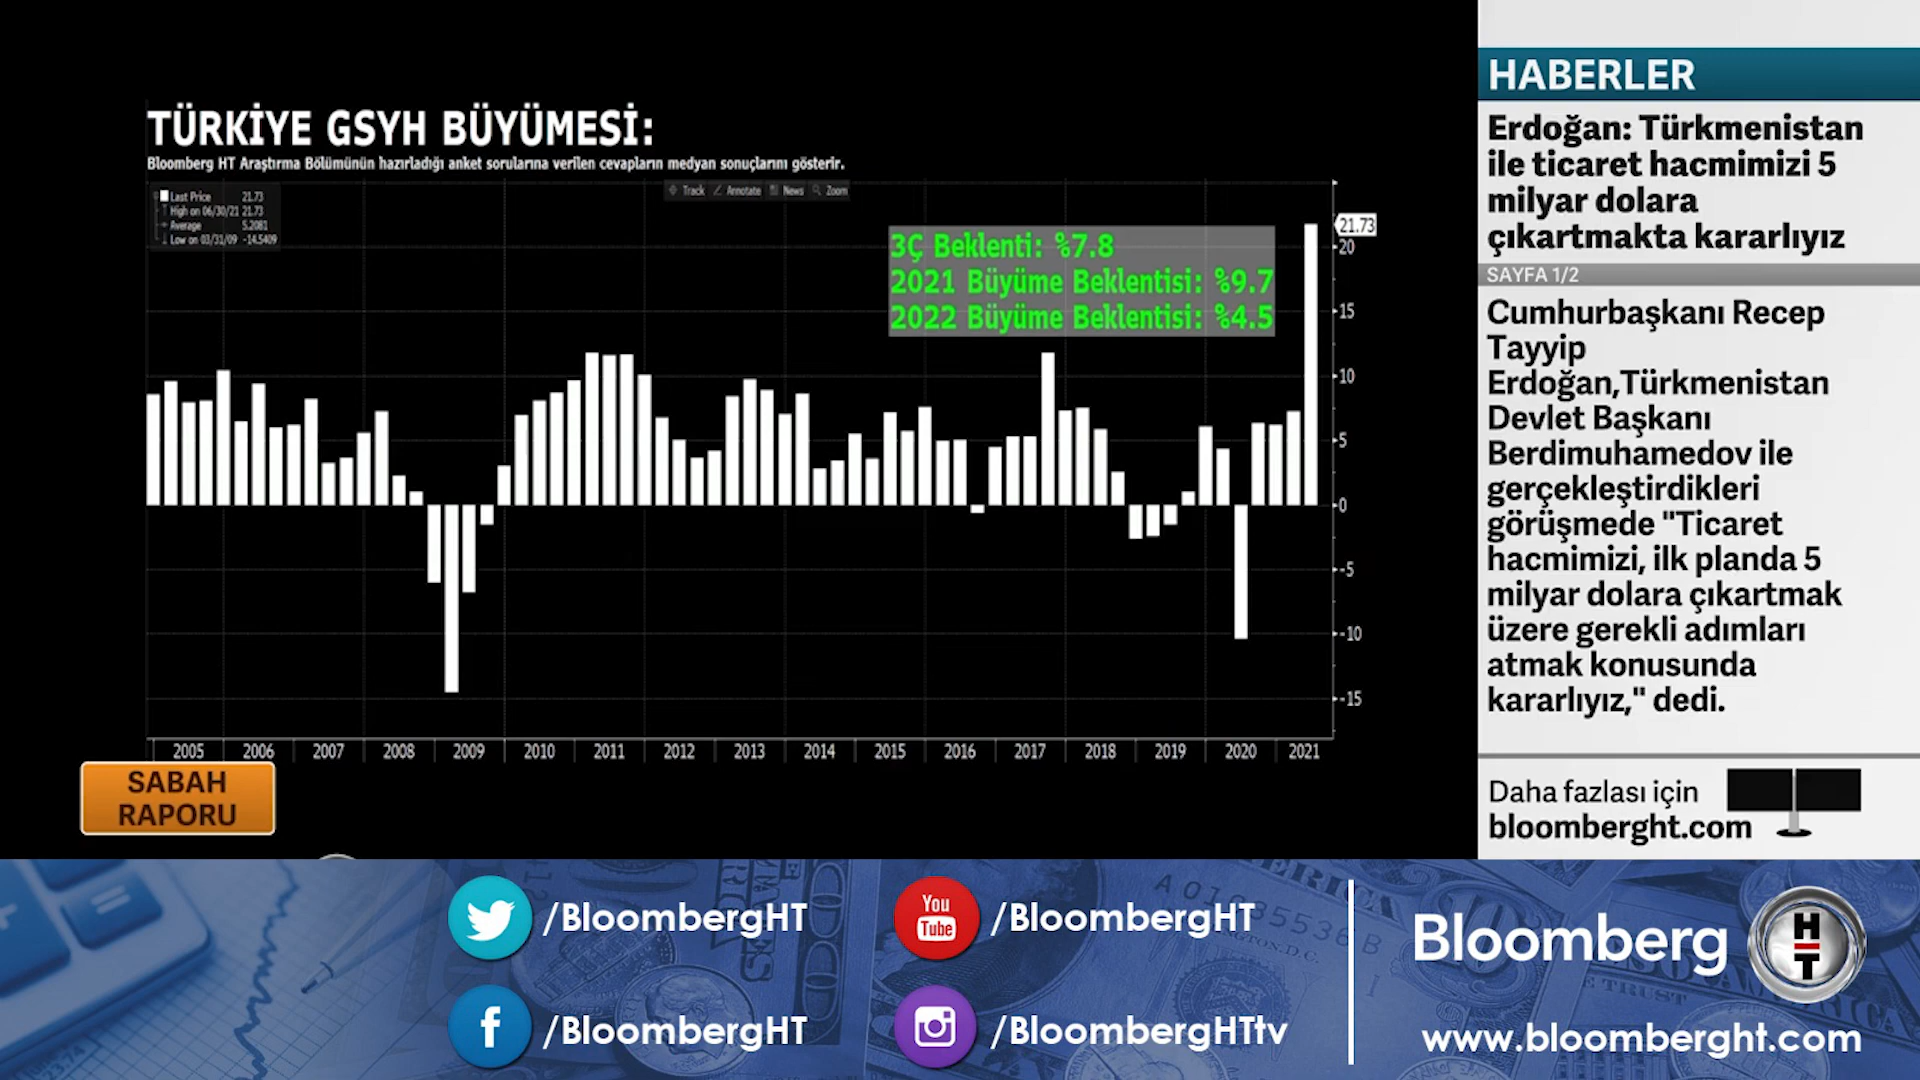 TÜRKİYE GSYH BÜYÜMESİ:
Bloomberg HT Araştırma Bölümünün hazırladığı anket sorularına verilen cevapların medyan sonuçlarını gösterir.
Last Price 21.73
High on 06/30/21 21.73
Average 5.2081
Low on 03/31/09 -14.5409
Track Annotate News Zoom
3Ç Beklenti: %7.8
2021 Büyüme Beklentisi: %9.7
2022 Büyüme Beklentisi: %4.5
21.73
20
15
10
5
0
-5
-10
-15
2005 2006 2007 2008 2009 2010 2011 2012 2013 2014 2015 2016 2017 2018 2019 2020 2021
SABAH
RAPORU
HABERLER
Erdoğan: Türkmenistan
ile ticaret hacmimizi 5
milyar dolara
çıkartmakta kararlıyız
SAYFA 1/2
Cumhurbaşkanı Recep
Tayyip
Erdoğan,Türkmenistan
Devlet Başkanı
Berdimuhamedov ile
gerçekleştirdikleri
görüşmede "Ticaret
hacmimizi, ilk planda 5
milyar dolara çıkartmak
üzere gerekli adımları
atmak konusunda
kararlıyız," dedi.
Daha fazlası için
bloomberght.com
/BloombergHT
You
Tube
/BloombergHT
/BloombergHT
/BloombergHTtv
Bloomberg
HT
www.bloomberght.com